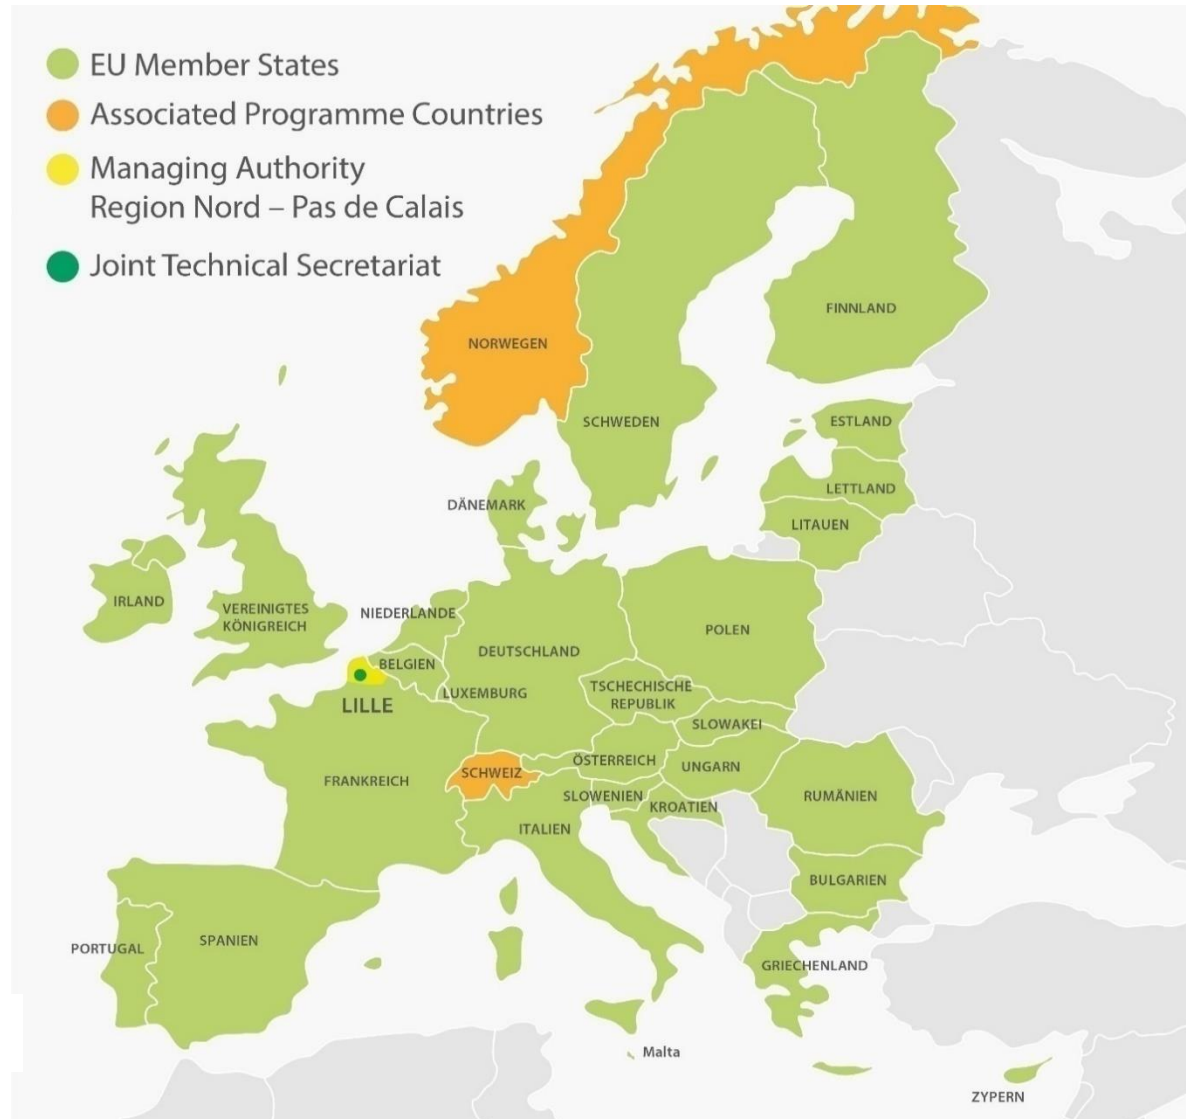 EU Member States
Associated Programme Countries
Managing Authority
Region Nord – Pas de Calais
Joint Technical Secretariat
FINNLAND
NORWEGEN
SCHWEDEN
ESTLAND
LETTLAND
DÄNEMARK
LITAUEN
IRLAND
VEREINIGTES
KÖNIGREICH
NIEDERLANDE
POLEN
DEUTSCHLAND
BELGIEN
LUXEMBURG
TSCHECHISCHE
REPUBLIK
LILLE
SLOWAKEI
ÖSTERREICH
UNGARN
SCHWEIZ
FRANKREICH
SLOWENIEN
RUMÄNIEN
KROATIEN
ITALIEN
BULGARIEN
SPANIEN
PORTUGAL
GRIECHENLAND
Malta
ZYPERN